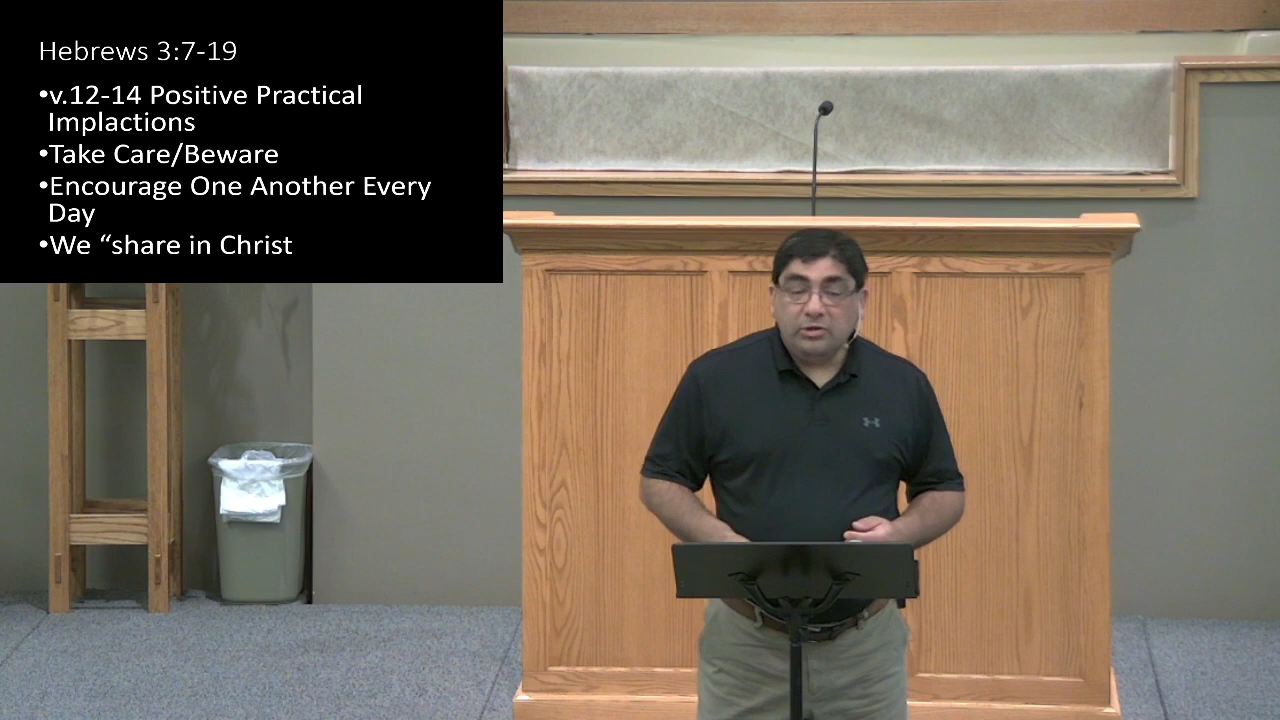 Hebrews 3:7-19
•v.12-14 Positive Practical
Implactions
•Take Care/Beware
•Encourage One Another Every
Day
•We “share in Christ